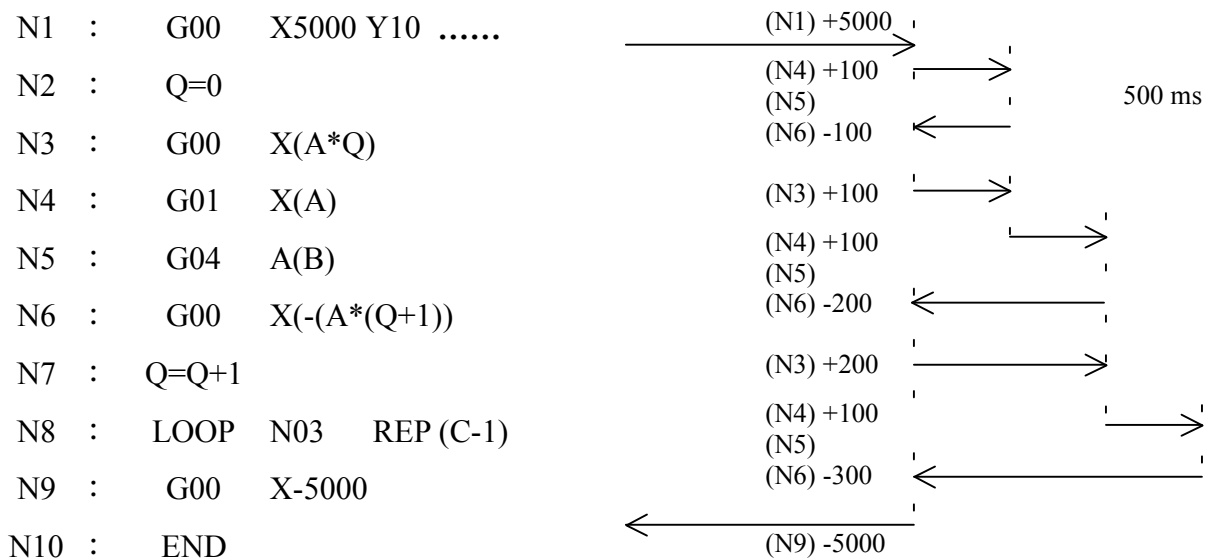 N1 : G00 X5000 Y10 ……
N2 : Q=0
N3 : G00 X(A*Q)
N4 : G01 X(A)
N5 : G04 A(B)
N6 : G00 X(-(A*(Q+1))
N7 : Q=Q+1
N8 : LOOP N03 REP (C-1)
N9 : G00 X-5000
N10 : END
(N1) +5000
(N4) +100
(N5)
500 ms
(N6) -100
(N3) +100
(N4) +100
(N5)
(N6) -200
(N3) +200
(N4) +100
(N5)
(N6) -300
(N9) -5000